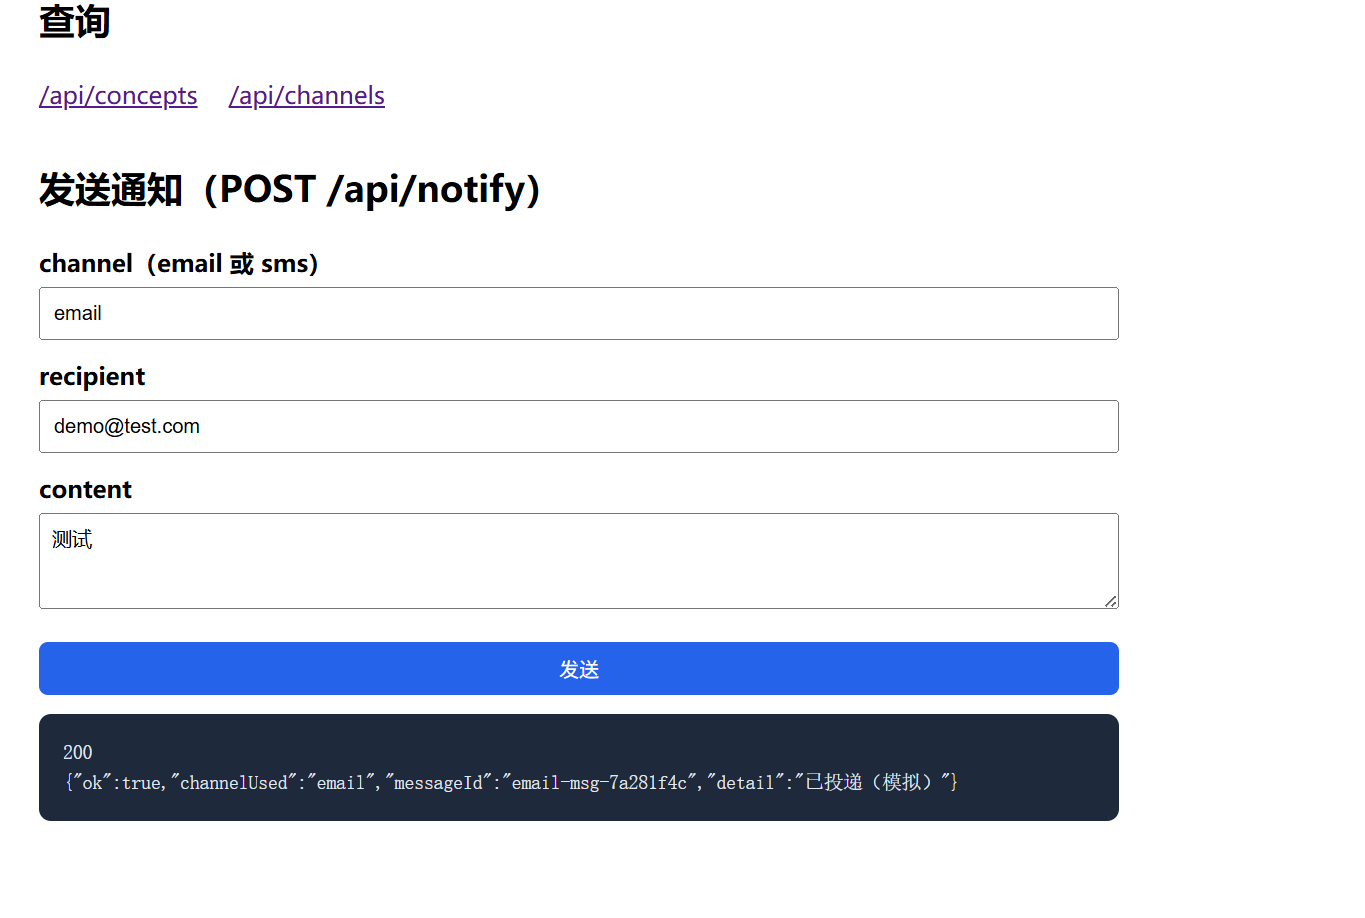 查询
/api/concepts /api/channels
发送通知（POST /api/notify）
channel（email 或 sms）
email
recipient
demo@test.com
content
测试
发送
200
{"ok":true,"channelUsed":"email","messageId":"email-msg-7a281f4c","detail":"已投递（模拟）"}